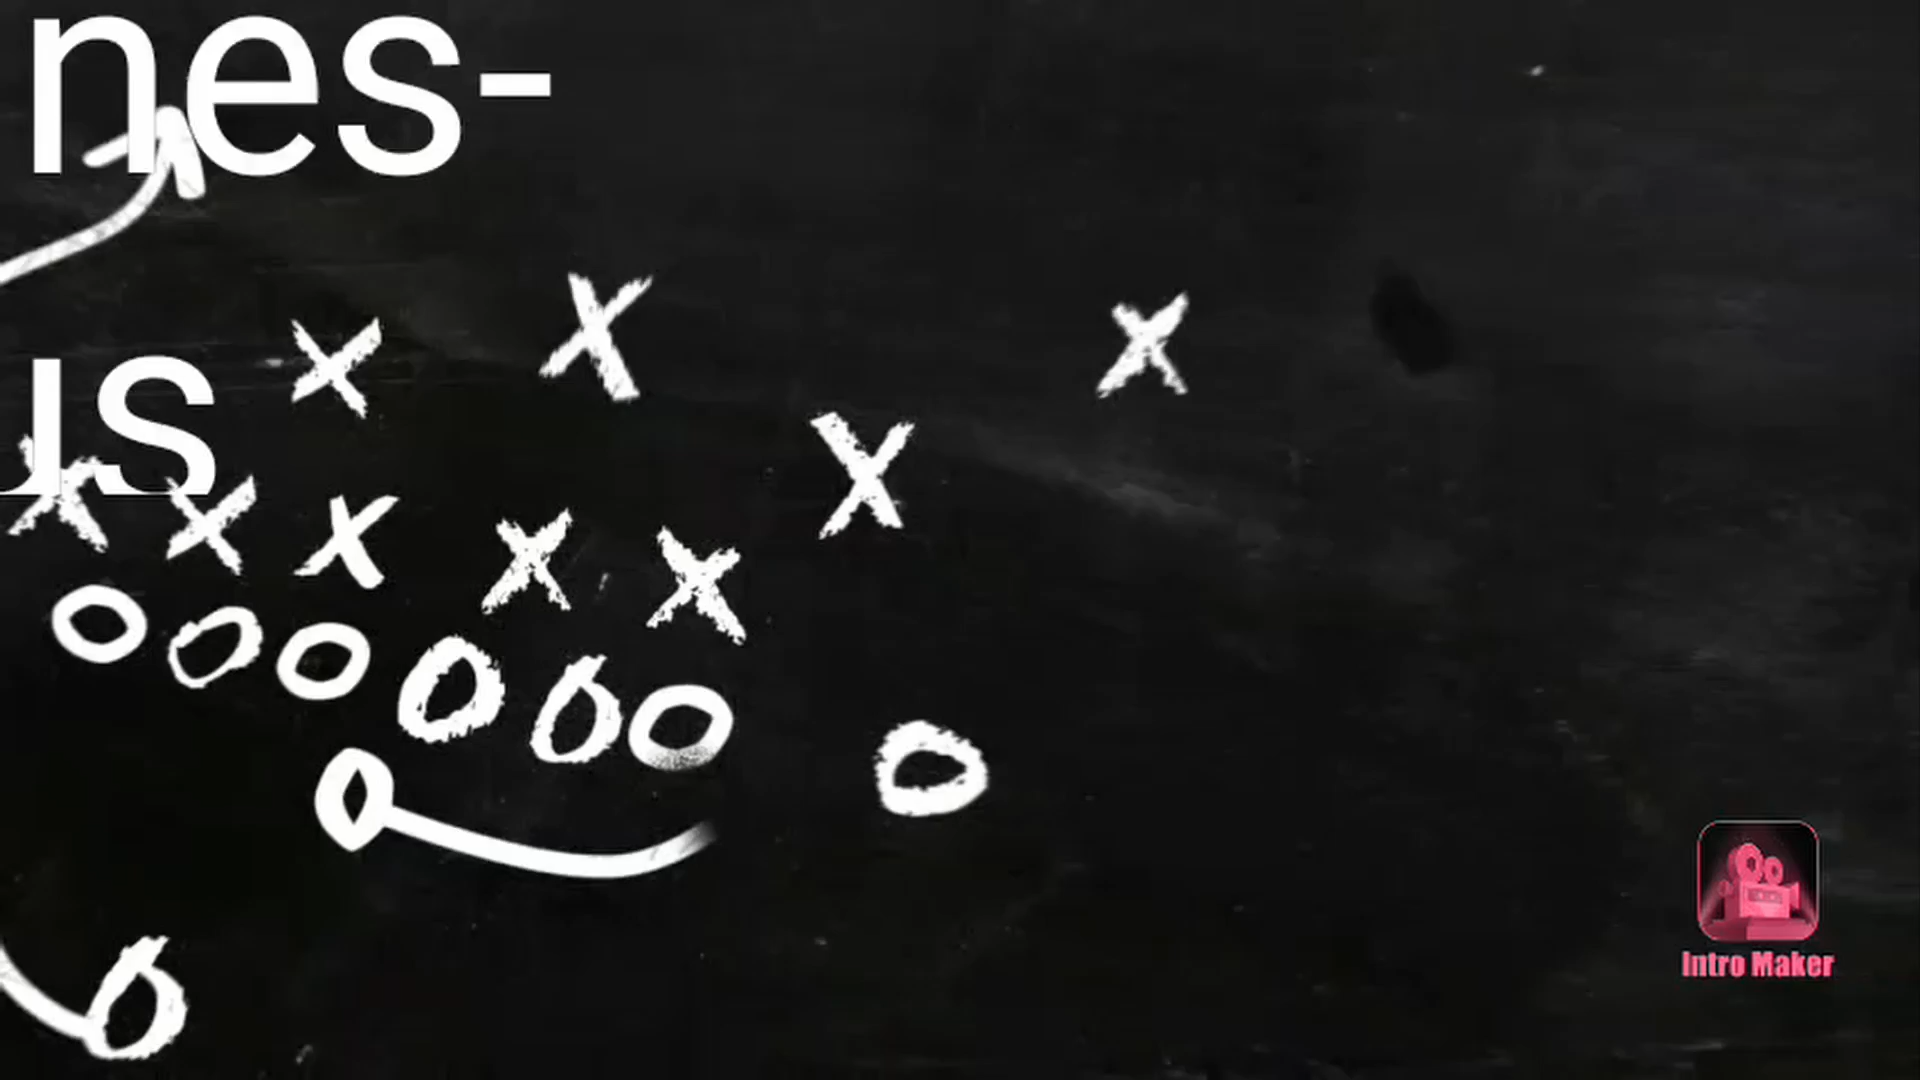 nes-
us
Intro Maker